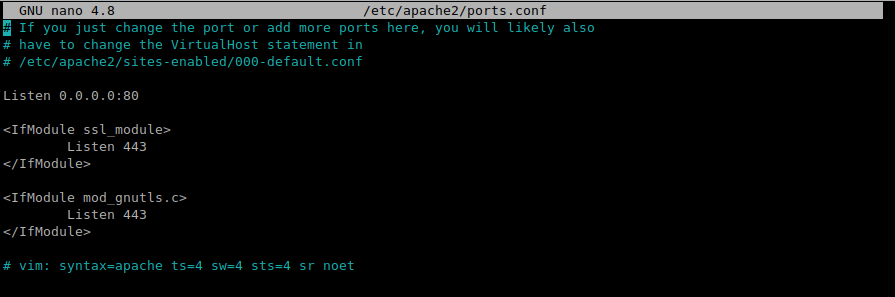 GNU nano 4.8 /etc/apache2/ports.conf
# If you just change the port or add more ports here, you will likely also
# have to change the VirtualHost statement in
# /etc/apache2/sites-enabled/000-default.conf
Listen 0.0.0.0:80
<IfModule ssl_module>
Listen 443
</IfModule>
<IfModule mod_gnutls.c>
Listen 443
</IfModule>
# vim: syntax=apache ts=4 sw=4 sts=4 sr noet